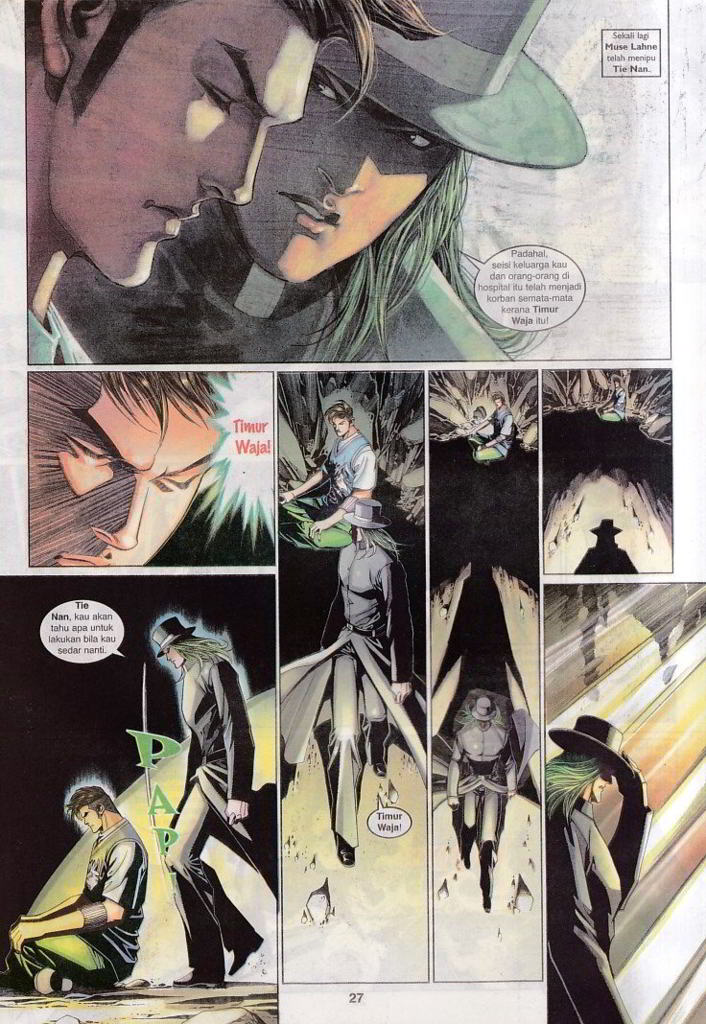 Sekali lagi
Muse Lahne
telah menipu
Tie Nan.
Padahal,
seisi keluarga kau
dan orang-orang di
hospital itu telah menjadi
korban semata-mata
kerana Timur
Waja itu!
Timur
Waja!
Tie
Nan, kau akan
tahu apa untuk
lakukan bila kau
sedar nanti.
PAP
Timur
Waja!
27